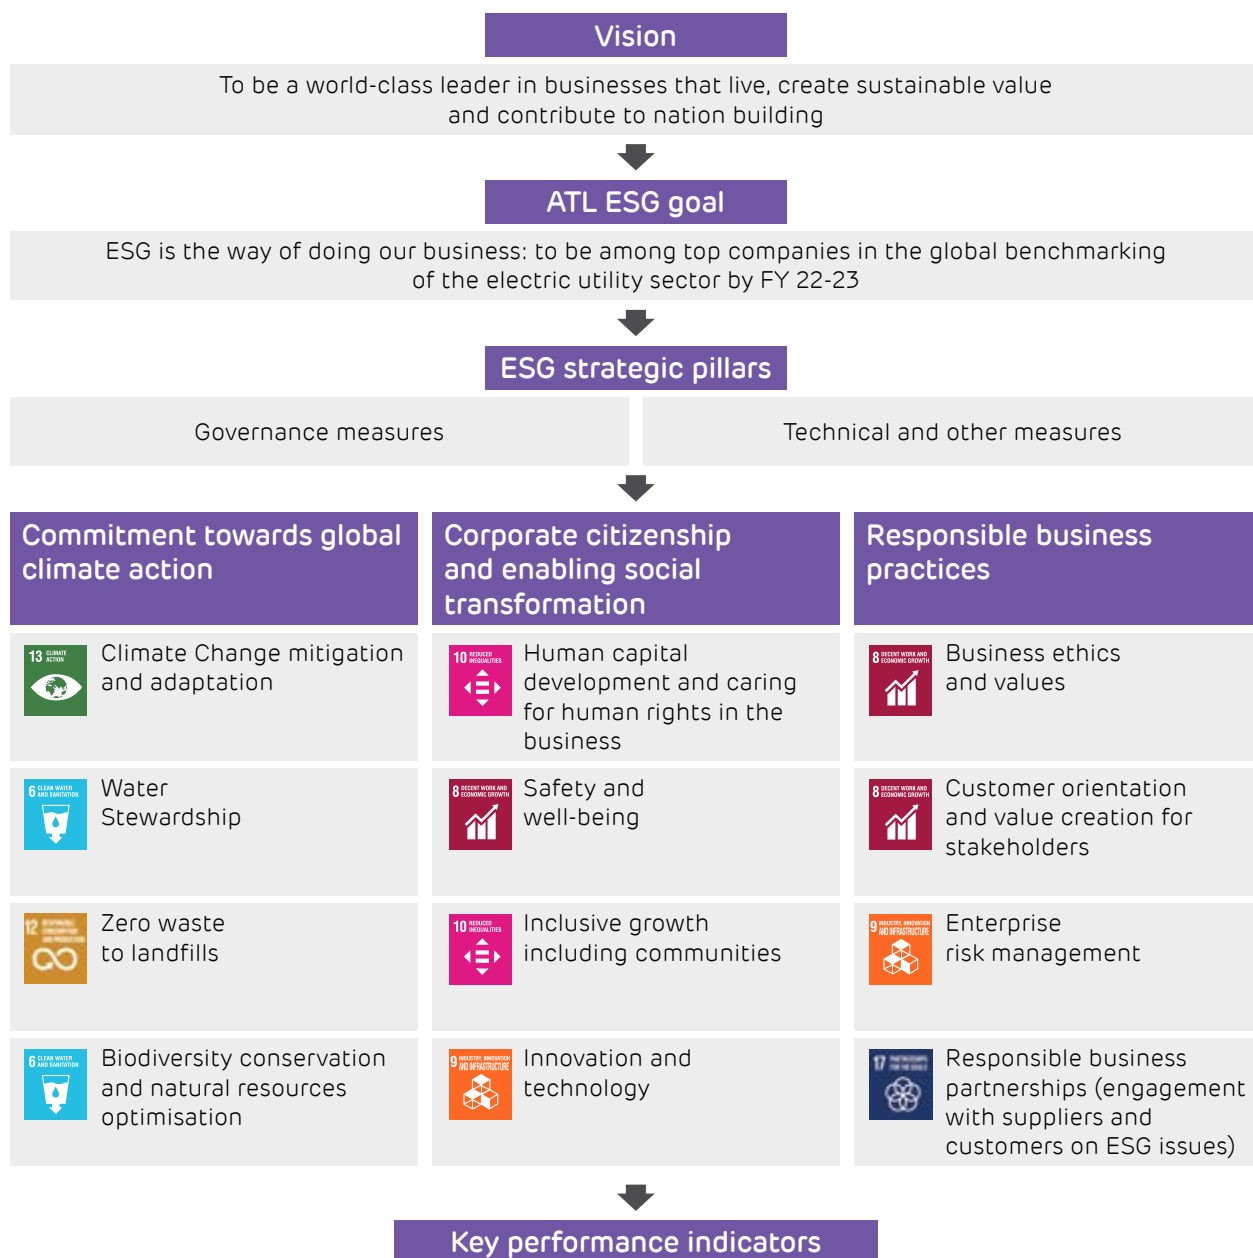 Vision
To be a world-class leader in businesses that live, create sustainable value
and contribute to nation building
ATL ESG goal
ESG is the way of doing our business: to be among top companies in the global benchmarking
of the electric utility sector by FY 22-23
ESG strategic pillars
Governance measures
Technical and other measures
Commitment towards global
climate action
13 CLIMATE
ACTION
Climate Change mitigation
and adaptation
6 CLEAN WATER
AND SANITATION
Water
Stewardship
12 RESPONSIBLE
CONSUMPTION
AND PRODUCTION
Zero waste
to landfills
6 CLEAN WATER
AND SANITATION
Biodiversity conservation
and natural resources
optimisation
Corporate citizenship
and enabling social
transformation
10 REDUCED
INEQUALITIES
Human capital
development and caring
for human rights in the
business
8 DECENT WORK AND
ECONOMIC GROWTH
Safety and
well-being
10 REDUCED
INEQUALITIES
Inclusive growth
including communities
9 INDUSTRY, INNOVATION
AND INFRASTRUCTURE
Innovation and
technology
Responsible business
practices
8 DECENT WORK AND
ECONOMIC GROWTH
Business ethics
and values
8 DECENT WORK AND
ECONOMIC GROWTH
Customer orientation
and value creation for
stakeholders
9 INDUSTRY, INNOVATION
AND INFRASTRUCTURE
Enterprise
risk management
17 PARTNERSHIPS
FOR THE GOALS
Responsible business
partnerships (engagement
with suppliers and
customers on ESG issues)
Key performance indicators